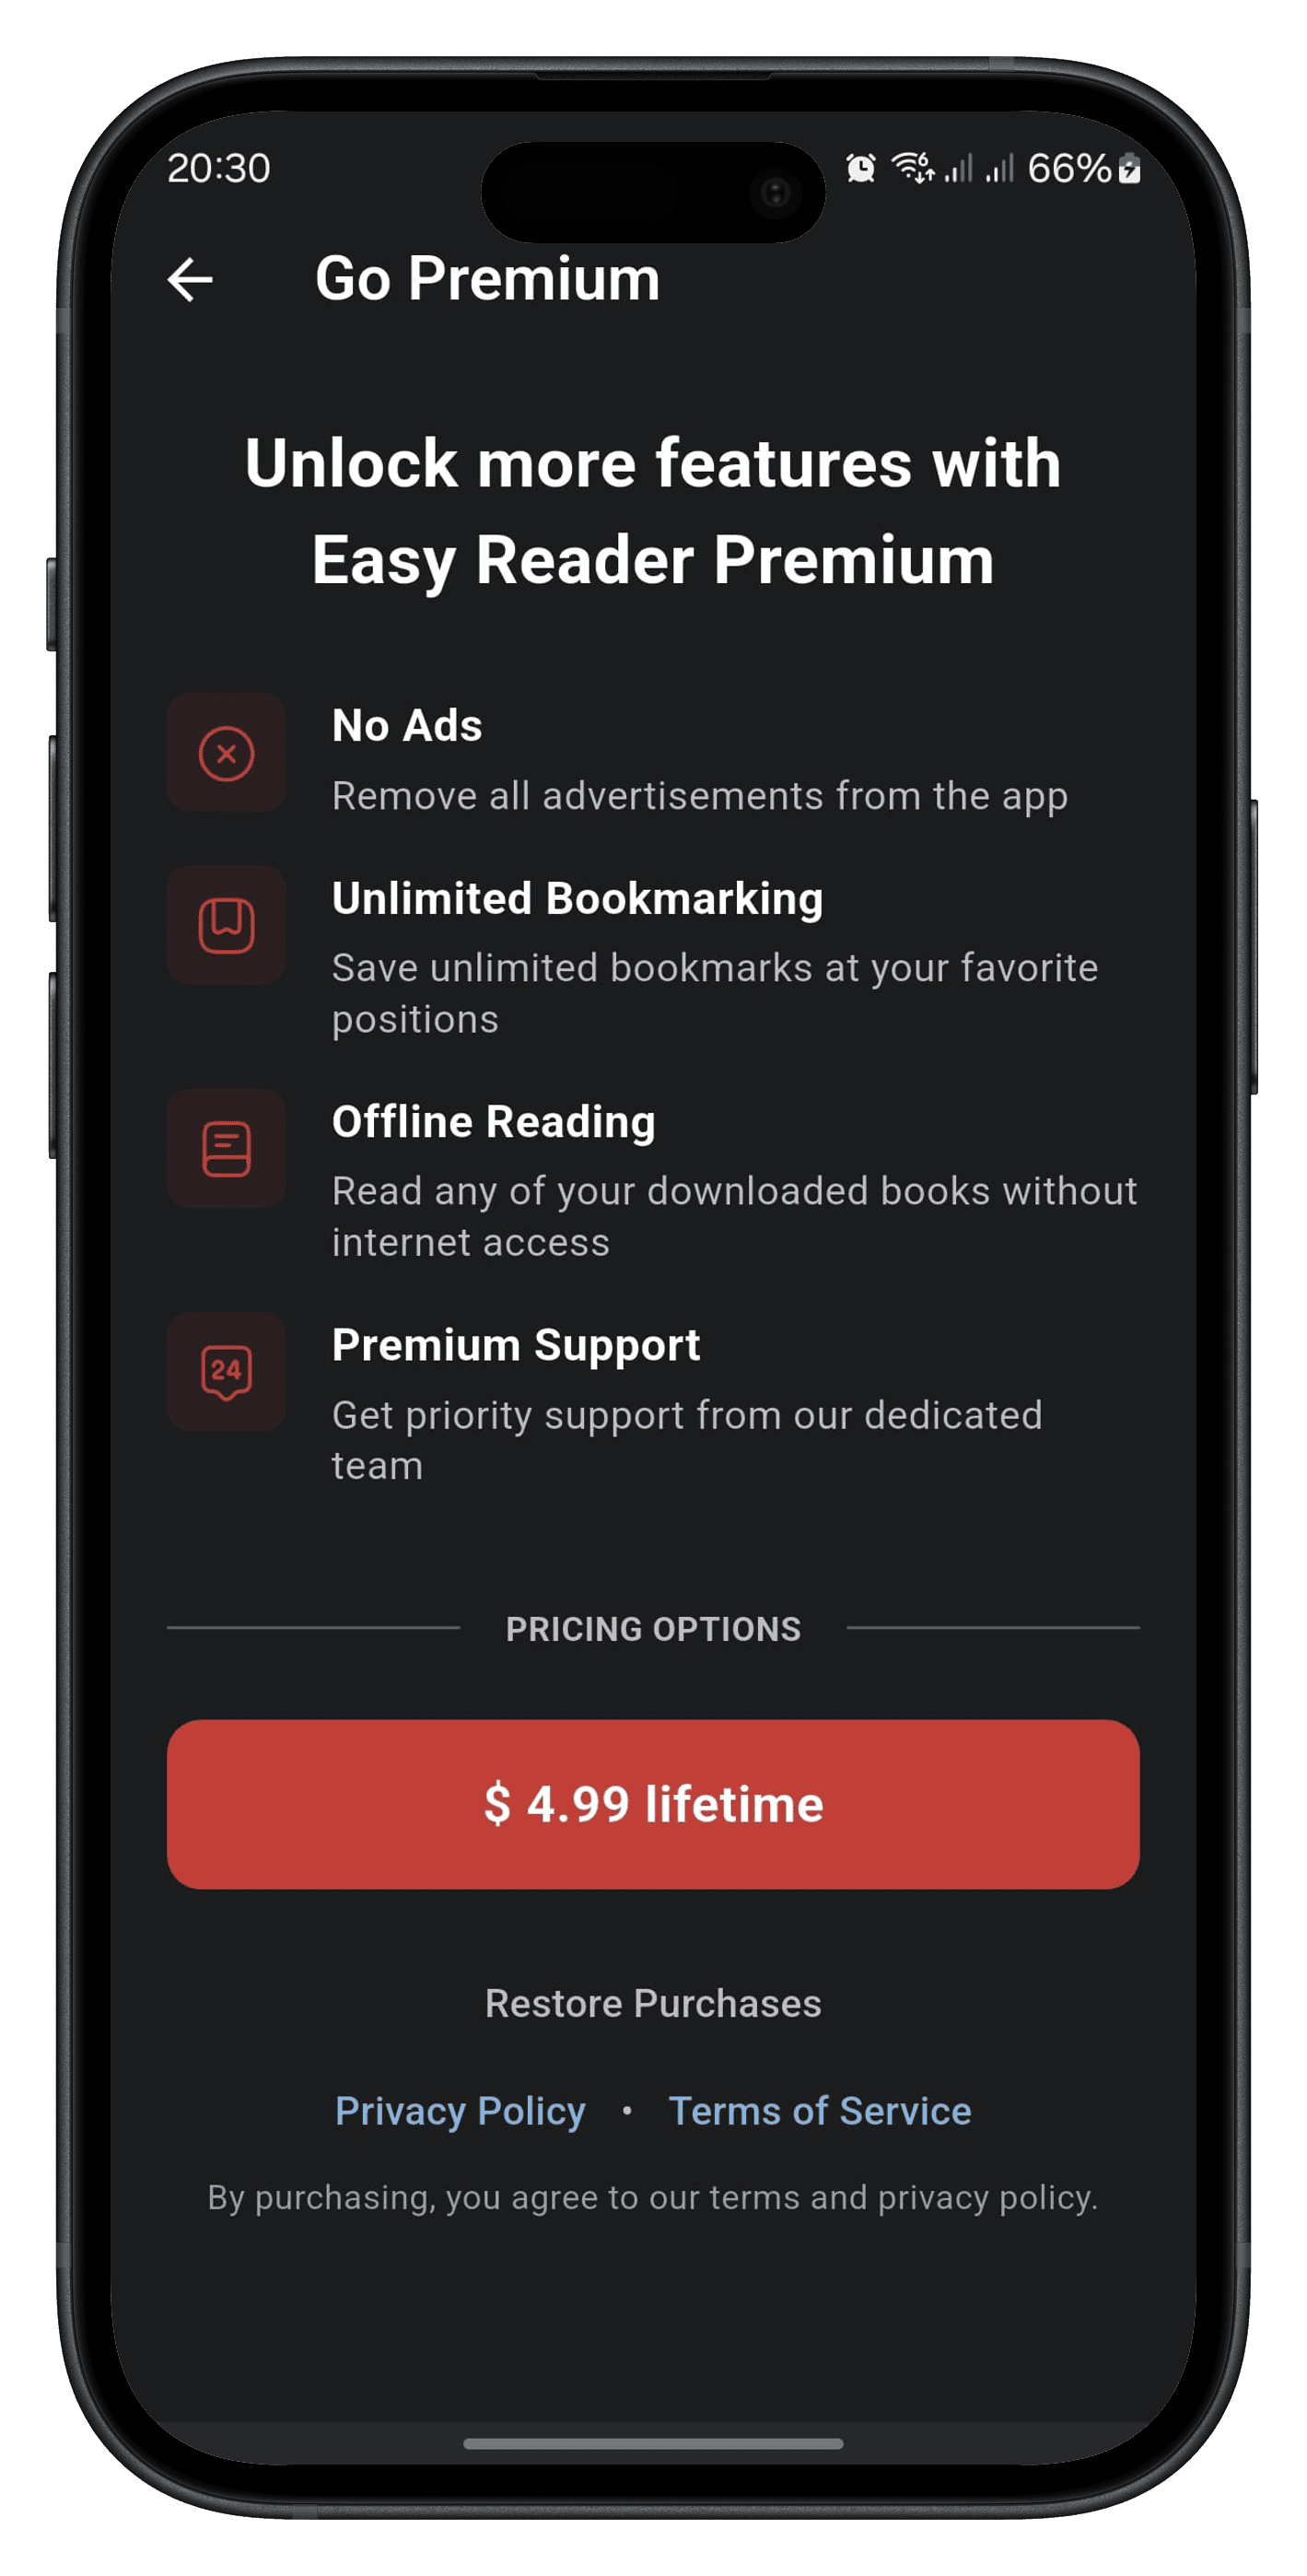 20:30
6
66%
Go Premium
Unlock more features with
Easy Reader Premium
No Ads
Remove all advertisements from the app
Unlimited Bookmarking
Save unlimited bookmarks at your favorite
positions
Offline Reading
Read any of your downloaded books without
internet access
24
Premium Support
Get priority support from our dedicated
team
PRICING OPTIONS
$ 4.99 lifetime
Restore Purchases
Privacy Policy • Terms of Service
By purchasing, you agree to our terms and privacy policy.